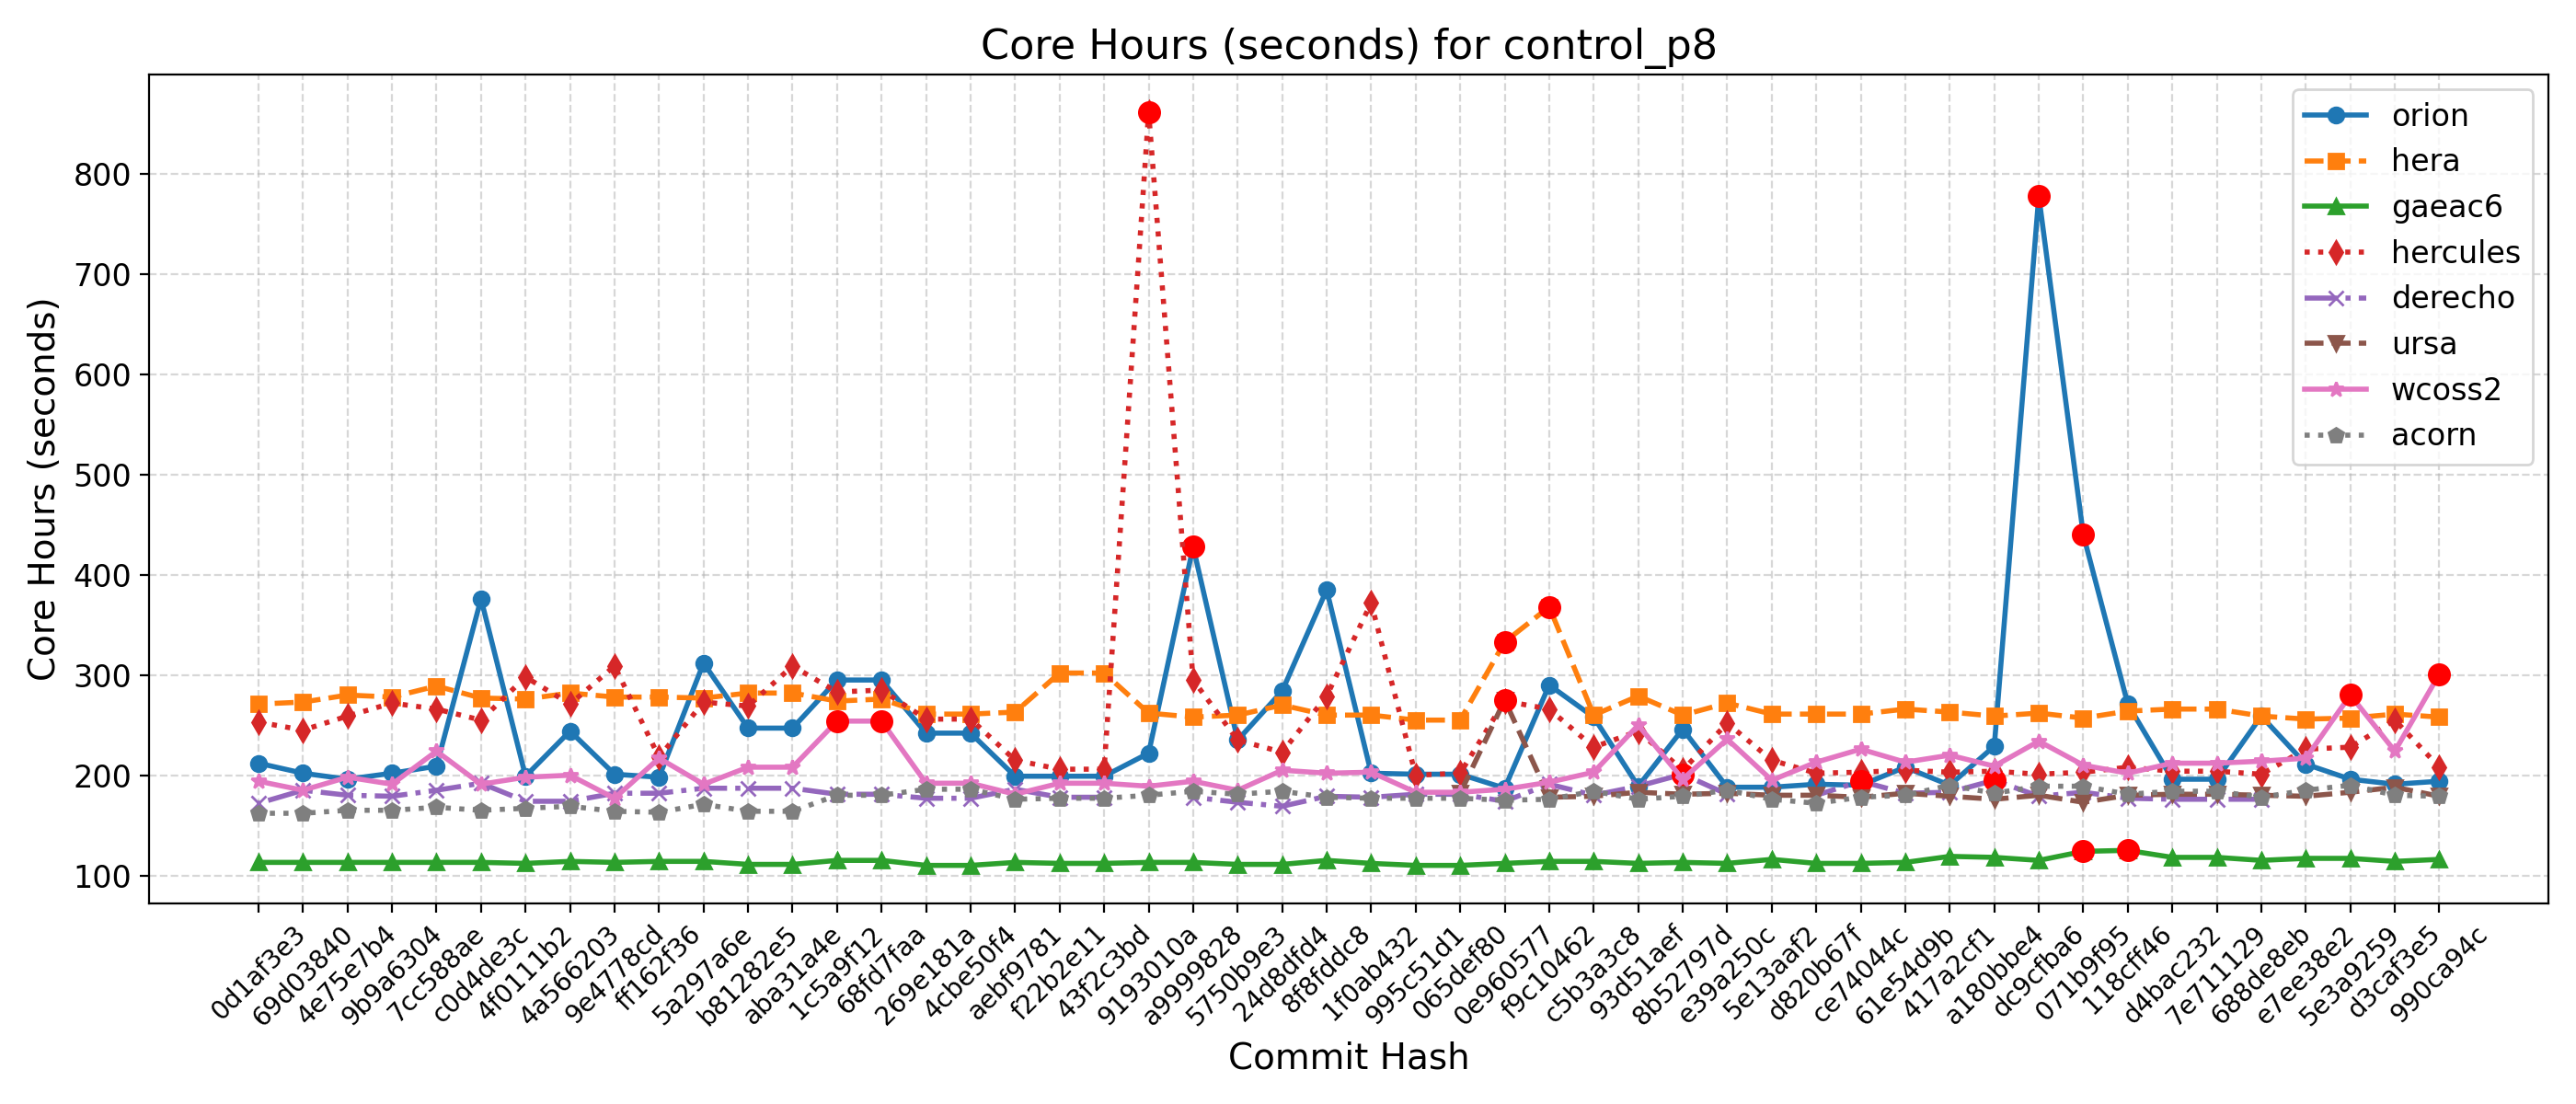 Core Hours (seconds) for control_p8
Core Hours (seconds)
800
700
600
500
400
300
200
100
orion
hera
gaeac6
hercules
derecho
ursa
wcoss2
acorn
0d1af3e3
69d03840
4e75e7b4
9b9a6304
7cc588ae
c0d4de3c
4f0111b2
4a566203
9e4778cd
ff162f36
5a297a6e
b81282e5
aba31a4e
1c5a9f12
68fd7faa
269e181a
4cbe50f4
aebf9781
f22b2e11
43f2c3bd
9193010a
a9999828
5750b9e3
24d8dfd4
8f8fddc8
1f0ab432
995c51d1
065def80
0e960577
f9c10462
c5b3a3c8
93d51aef
8b52797d
e39a250c
5e13aaf2
d820b67f
ce74044c
61e54d9b
417a2cf1
a180bbe4
dc9cfba6
071b9f95
118cff46
d4bac232
7e711129
688de8eb
e7ee38e2
5e3a9259
d3caf3e5
990ca94c
Commit Hash